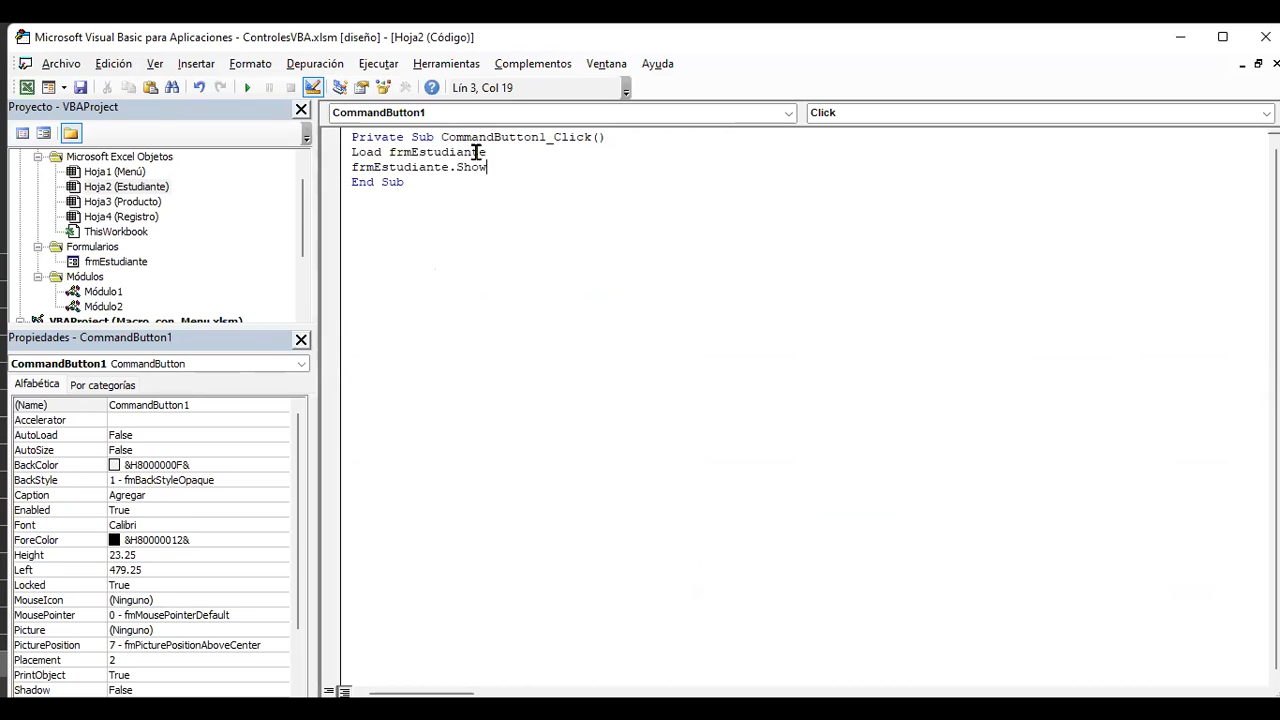 Microsoft Visual Basic para Aplicaciones - ControlesVBA.xlsm [diseño] - [Hoja2 (Código)]
Archivo Edición Ver Insertar Formato Depuración Ejecutar Herramientas Complementos Ventana Ayuda
Lín 3, Col 19
Proyecto - VBAProject
Microsoft Excel Objetos
Hoja1 (Menú)
Hoja2 (Estudiante)
Hoja3 (Producto)
Hoja4 (Registro)
ThisWorkbook
Formularios
frmEstudiante
Módulos
Módulo1
Módulo2
VBAProject (Macro_con_Menu.xlsm)
Propiedades - CommandButton1
CommandButton1 CommandButton
Alfabética Por categorías
(Name) CommandButton1
Accelerator
AutoLoad False
AutoSize False
BackColor &H8000000F&
BackStyle 1 - fmBackStyleOpaque
Caption Agregar
Enabled True
Font Calibri
ForeColor &H80000012&
Height 23.25
Left 479.25
Locked True
MouseIcon (Ninguno)
MousePointer 0 - fmMousePointerDefault
Picture (Ninguno)
PicturePosition 7 - fmPicturePositionAboveCenter
Placement 2
PrintObject True
Shadow False
CommandButton1 Click
Private Sub CommandButton1_Click()
Load frmEstudiante
frmEstudiante.Show
End Sub